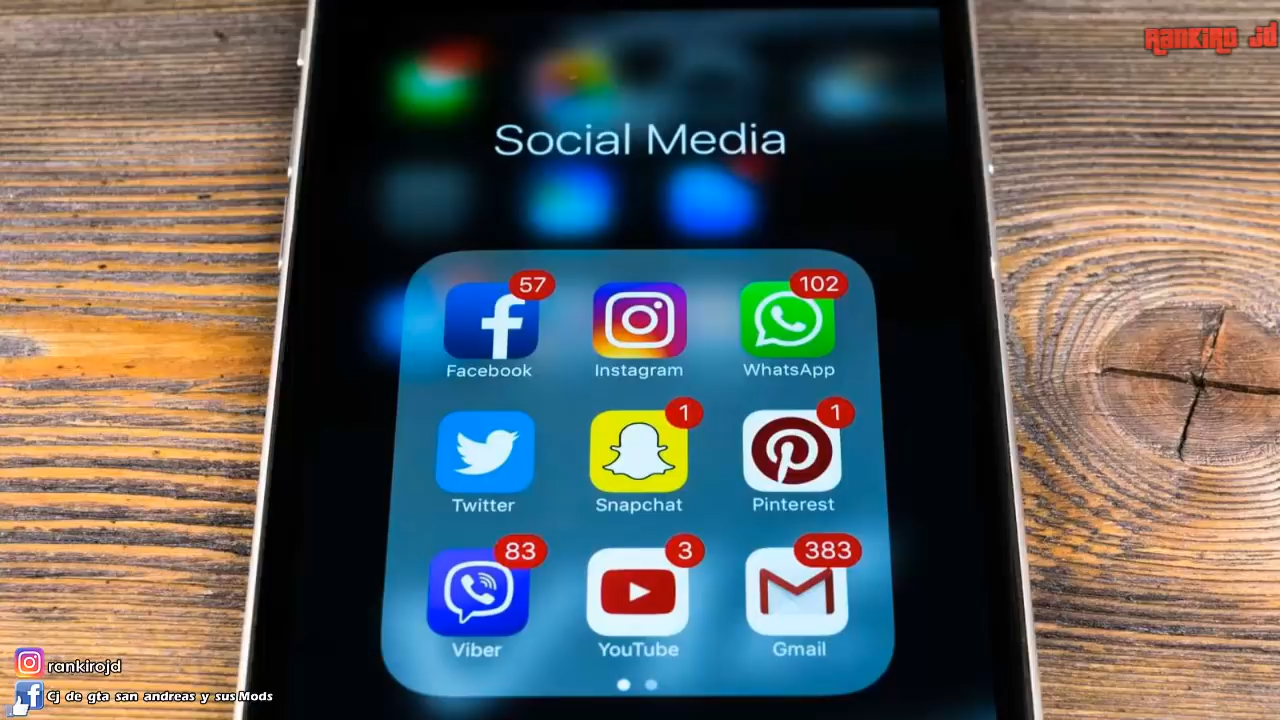 RANKIRO JD
Social Media
57
102
Facebook
Instagram
WhatsApp
1
1
Twitter
Snapchat
Pinterest
83
3
383
Viber
YouTube
Gmail
rankirojd
Cj de gta san andreas y sus Mods